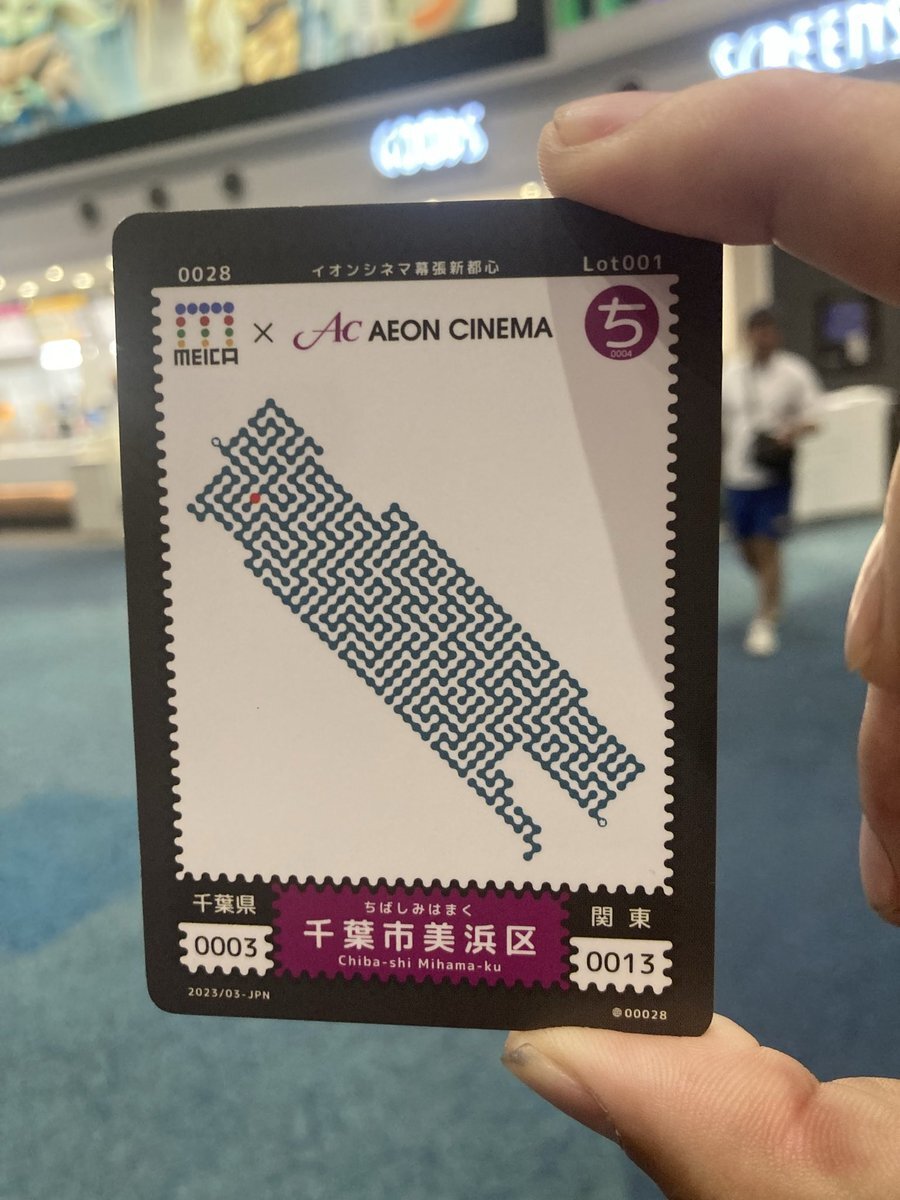 SCREENS
GOODS
0028 イオンシネマ幕張新都心 Lot001
MEICA × Ac AEON CINEMA ち
0004
千葉県 ちばしみはまく 関東
0003 千葉市美浜区 0013
Chiba-shi Mihama-ku
2023/03-JPN @00028